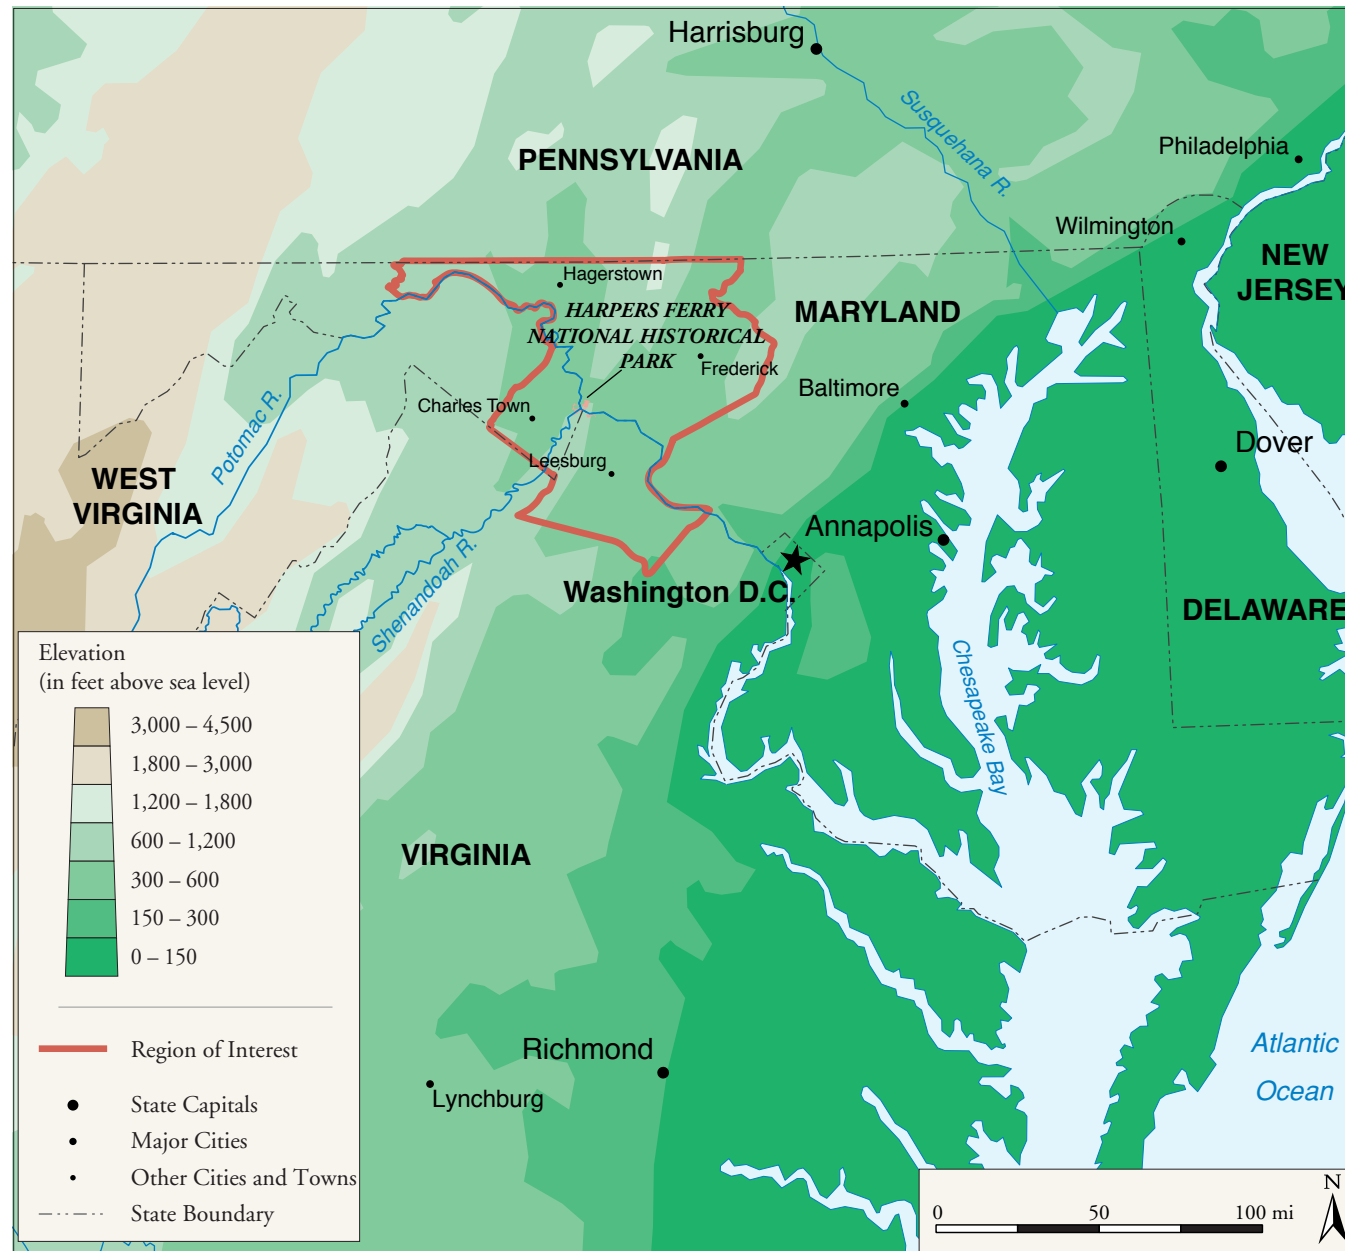 Harrisburg
Susquehana R.
Philadelphia
PENNSYLVANIA
Wilmington
NEW
JERSEY
Hagerstown
HARPERS FERRY
NATIONAL HISTORICAL
PARK
MARYLAND
Frederick
Baltimore
Charles Town
Potomac R.
Dover
Leesburg
WEST
VIRGINIA
Annapolis
Shenandoah R.
Washington D.C.
DELAWARE
Chesapeake Bay
Elevation
(in feet above sea level)
3,000 – 4,500
1,800 – 3,000
1,200 – 1,800
600 – 1,200
300 – 600
150 – 300
0 – 150
VIRGINIA
Richmond
Lynchburg
Atlantic
Ocean
Region of Interest
State Capitals
Major Cities
Other Cities and Towns
State Boundary
0 50 100 mi
N